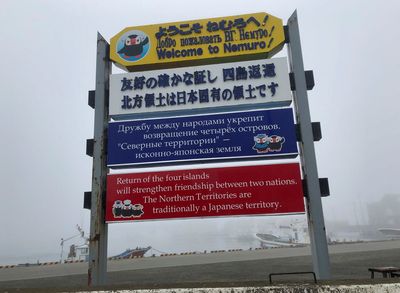 ようこそ ねむろへ!
Добро пожаловать ВГ Немуро!
Welcome to Nemuro!
友好の確かな証し 四島返還
北方領土は日本固有の領土です
Дружбу между народами укрепит
возвращение четырёх островов.
"Северные территории" —
исконно-японская земля
Return of the four islands
will strengthen friendship between two nations.
The Northern Territories are
traditionally a Japanese territory.